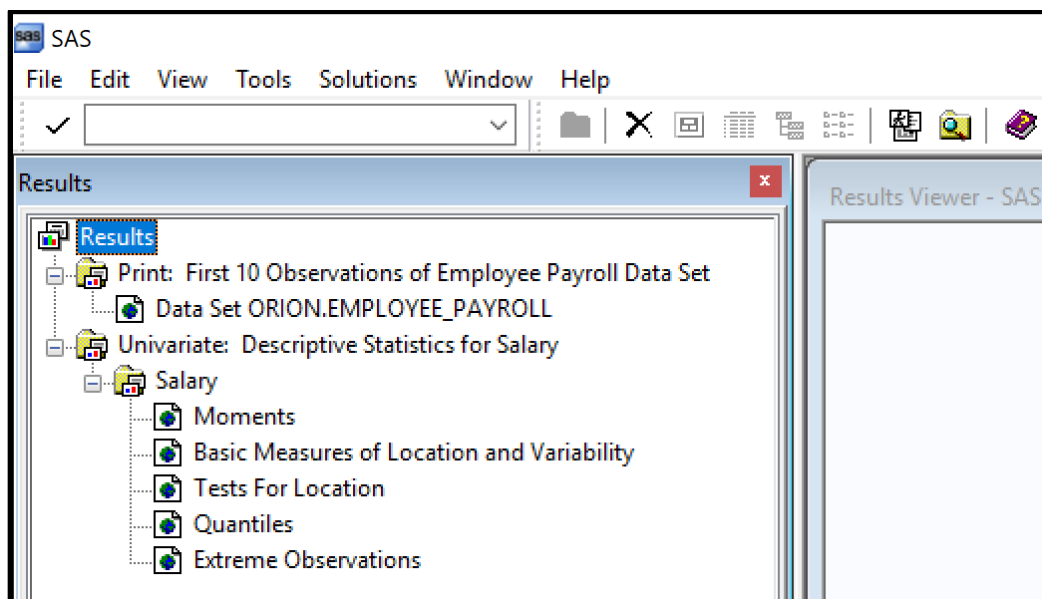 sas SAS
File Edit View Tools Solutions Window Help
Results
Results Viewer - SAS
Results
Print: First 10 Observations of Employee Payroll Data Set
Data Set ORION.EMPLOYEE_PAYROLL
Univariate: Descriptive Statistics for Salary
Salary
Moments
Basic Measures of Location and Variability
Tests For Location
Quantiles
Extreme Observations